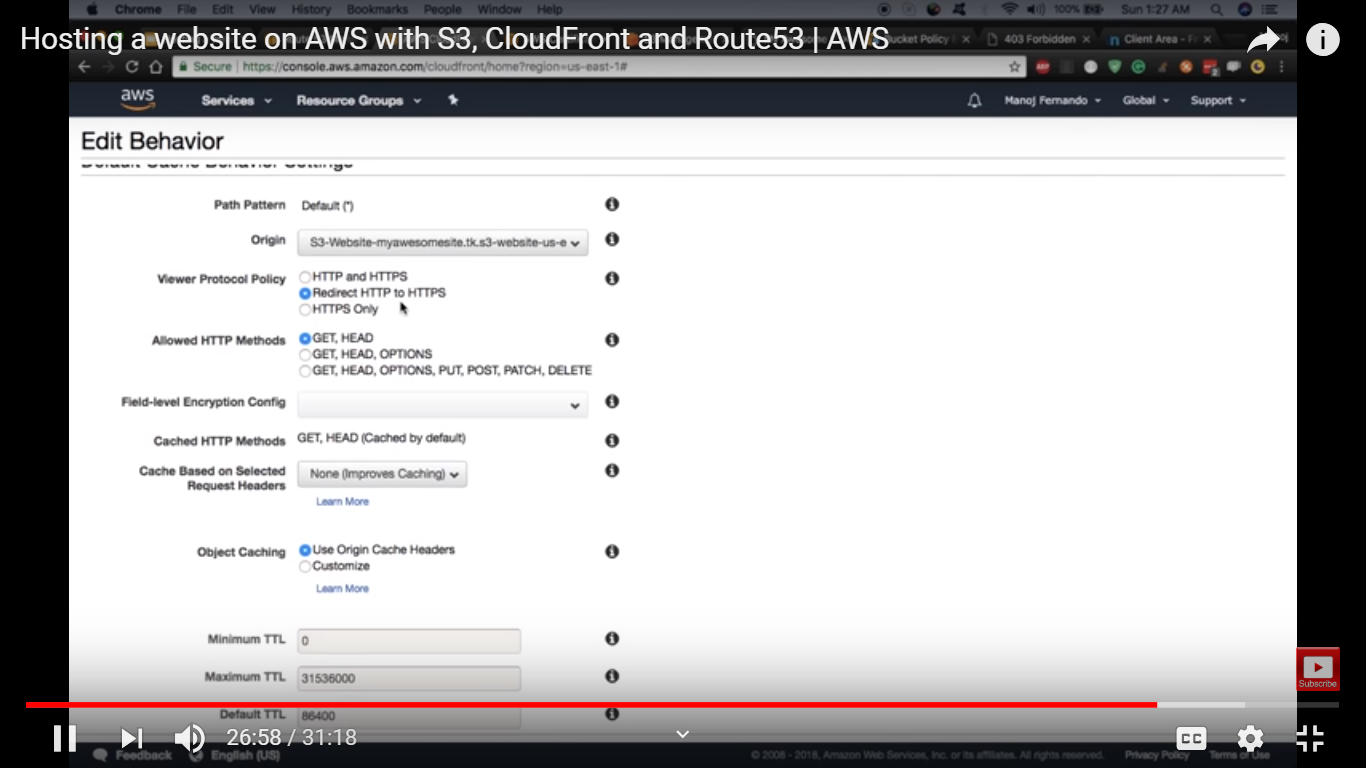 Chrome File Edit View History Bookmarks People Window Help 100% Sun 1:27 AM
Hosting a website on AWS with S3, CloudFront and Route53 | AWS
ucket Policy 403 Forbidden Client Area - F
Secure | https://console.aws.amazon.com/cloudfront/home?region=us-east-1#
aws Services Resource Groups Manoj Fernando Global Support
Edit Behavior
Default Cache Behavior Settings
Path Pattern Default (*)
Origin S3-Website-myawesomesite.tk.s3-website-us-e
Viewer Protocol Policy HTTP and HTTPS
Redirect HTTP to HTTPS
HTTPS Only
Allowed HTTP Methods GET, HEAD
GET, HEAD, OPTIONS
GET, HEAD, OPTIONS, PUT, POST, PATCH, DELETE
Field-level Encryption Config
Cached HTTP Methods GET, HEAD (Cached by default)
Cache Based on Selected None (Improves Caching)
Request Headers
Learn More
Object Caching Use Origin Cache Headers
Customize
Learn More
Minimum TTL 0
Maximum TTL 31536000
Subscribe
Default TTL 86400
26:58 / 31:18 CC
Feedback English (US) © 2008 - 2018, Amazon Web Services, Inc. or its affiliates. All rights reserved. Privacy Policy Terms of Use